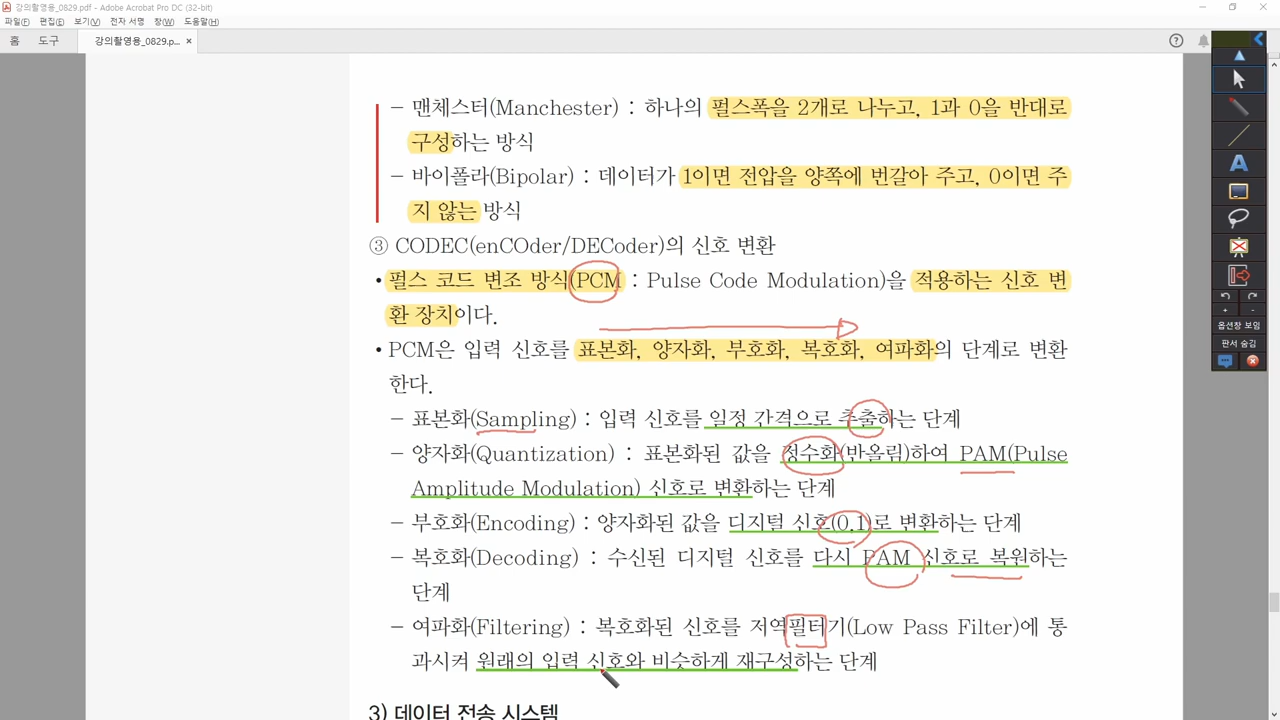 강의촬영용_0829.pdf - Adobe Acrobat Pro DC (32-bit)
파일(F) 편집(E) 보기(V) 전자 서명 창(W) 도움말(H)
홈 도구 강의촬영용_0829.p... ×
- 맨체스터(Manchester) : 하나의 펄스폭을 2개로 나누고, 1과 0을 반대로
구성하는 방식
- 바이폴라(Bipolar) : 데이터가 1이면 전압을 양쪽에 번갈아 주고, 0이면 주
지 않는 방식
③ CODEC(enCOder/DECoder)의 신호 변환
• 펄스 코드 변조 방식(PCM : Pulse Code Modulation)을 적용하는 신호 변
환 장치이다.
• PCM은 입력 신호를 표본화, 양자화, 부호화, 복호화, 여파화의 단계로 변환
한다.
- 표본화(Sampling) : 입력 신호를 일정 간격으로 추출하는 단계
- 양자화(Quantization) : 표본화된 값을 정수화(반올림)하여 PAM(Pulse
Amplitude Modulation) 신호로 변환하는 단계
- 부호화(Encoding) : 양자화된 값을 디지털 신호(0,1)로 변환하는 단계
- 복호화(Decoding) : 수신된 디지털 신호를 다시 PAM 신호로 복원하는
단계
- 여파화(Filtering) : 복호화된 신호를 저역필터기(Low Pass Filter)에 통
과시켜 원래의 입력 신호와 비슷하게 재구성하는 단계
3) 데이터 전송 시스템
A
옵션창 보임
판서 숨김